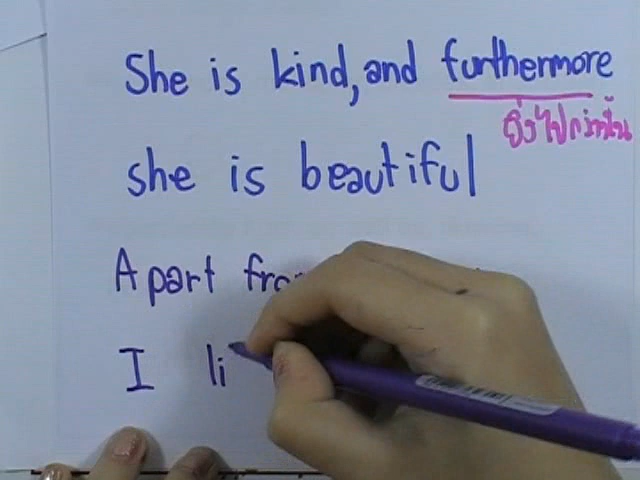 She is kind, and furthermore
ยิ่งไปกว่านั้น
she is beautiful
Apart
I li